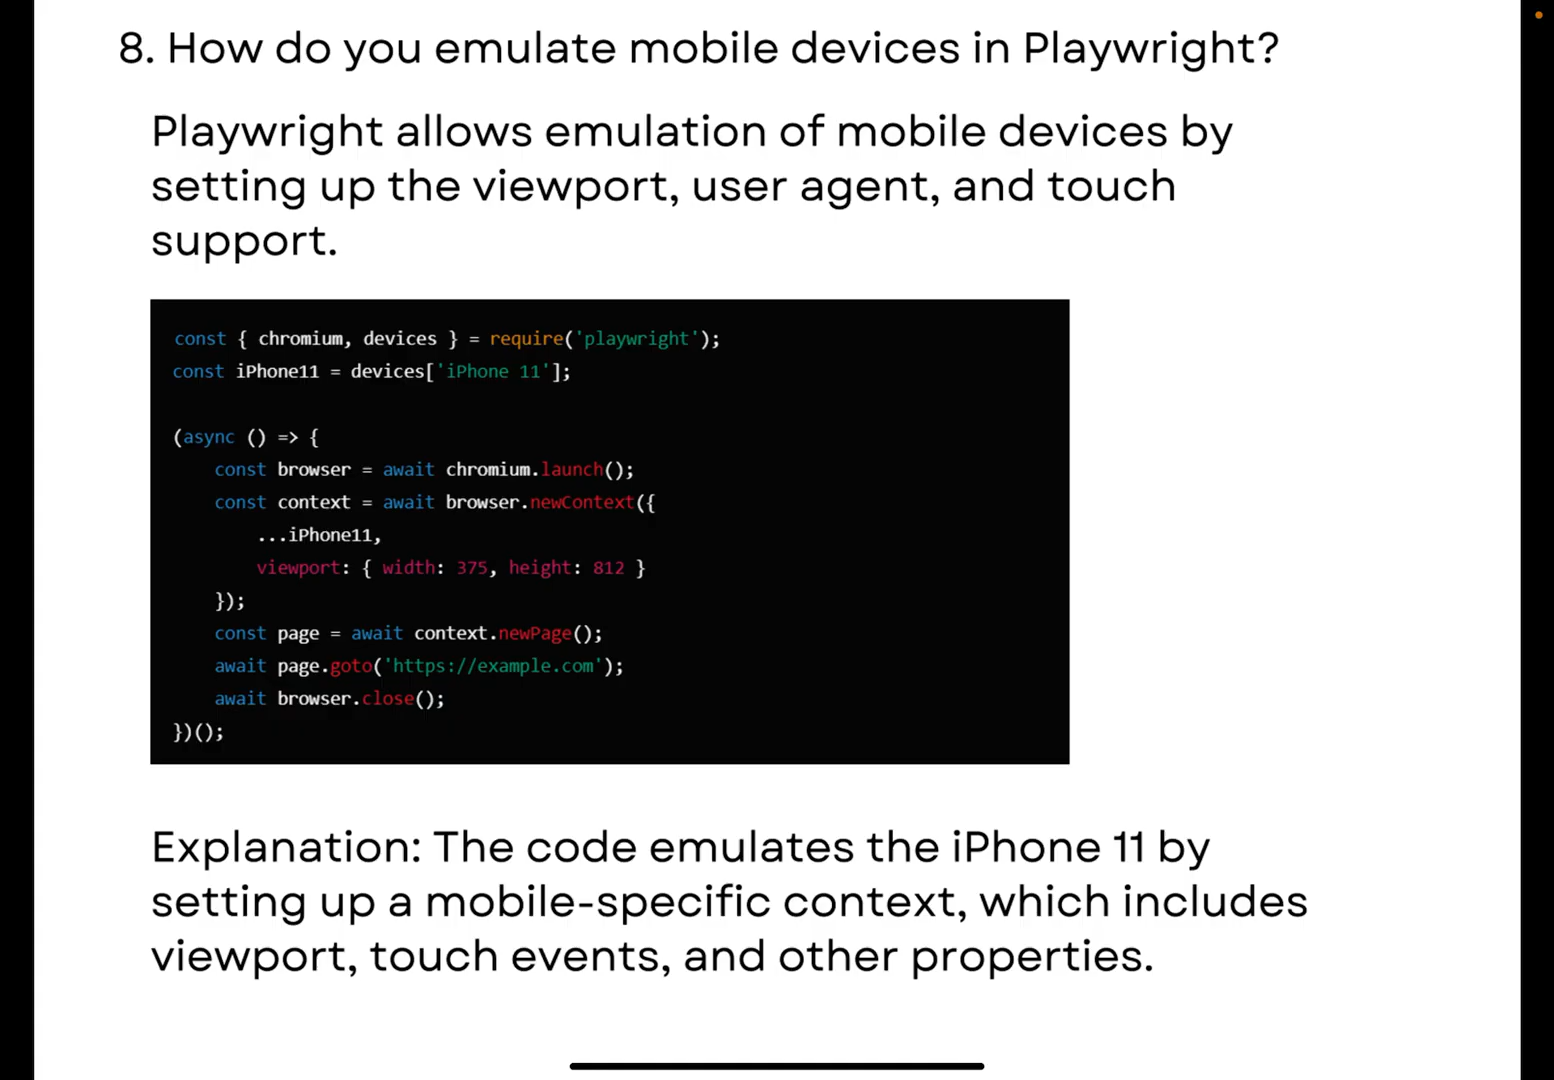 8. How do you emulate mobile devices in Playwright?
Playwright allows emulation of mobile devices by
setting up the viewport, user agent, and touch
support.
const { chromium, devices } = require('playwright');
const iPhone11 = devices['iPhone 11'];
(async () => {
    const browser = await chromium.launch();
    const context = await browser.newContext({
        ...iPhone11,
        viewport: { width: 375, height: 812 }
    });
    const page = await context.newPage();
    await page.goto('https://example.com');
    await browser.close();
})();
Explanation: The code emulates the iPhone 11 by
setting up a mobile-specific context, which includes
viewport, touch events, and other properties.